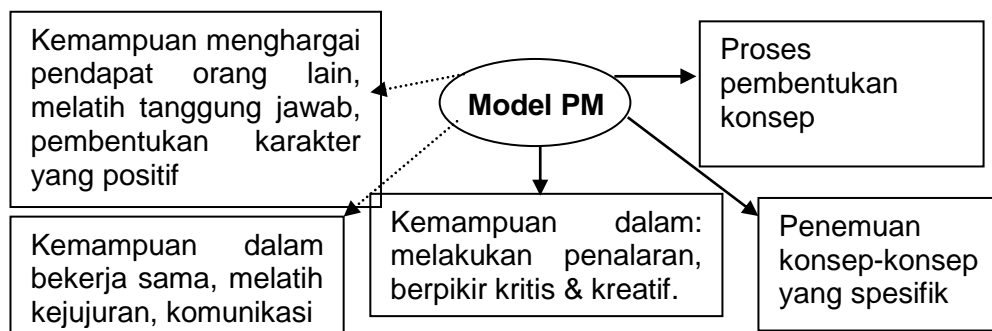 Kemampuan menghargai
pendapat orang lain,
melatih tanggung jawab,
pembentukan karakter
yang positif
Model PM
Proses
pembentukan
konsep
Kemampuan dalam
bekerja sama, melatih
kejujuran, komunikasi
Kemampuan dalam:
melakukan penalaran,
berpikir kritis & kreatif.
Penemuan
konsep-konsep
yang spesifik